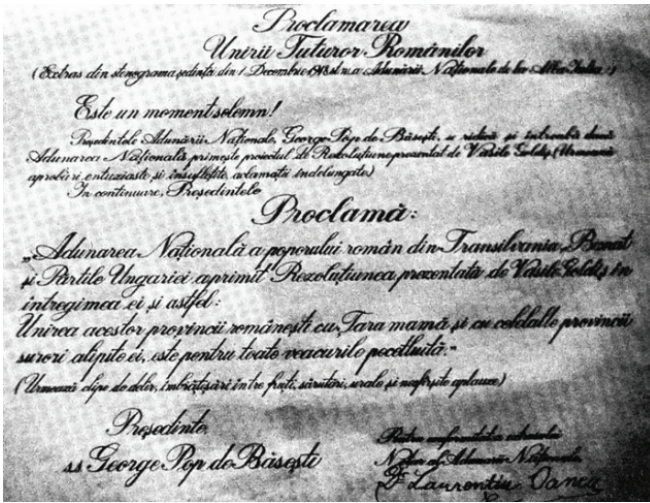 Proclamarea
Unirii Tuturor Românilor
(Extras din stenograma ședinții din 1 Decembrie 1918 st.n. a Adunării Naționale de la Alba Iulia.)
Este un moment solemn!
Președintele Adunării Naționale, George Pop de Băsești, se ridică și întreabă dacă
Adunarea Națională primește proiectul de Rezoluțiune prezentat de Vasile Goldiș (Urmează
aprobări, entuziaste și însuflețite, aclamații îndelungate)
In continuare, Președintele
Proclamă:
„Adunarea Națională a poporului român din Transilvania, Banat
și Părțile Ungariei a primit Rezoluțiunea prezentată de Vasile Goldiș în
întregimea ei și astfel:
Unirea acestor provincii românești cu Țara mamă și cu celelalte provincii
surori alipite ei, este pentru toate veacurile pecetluită."
(Urmează clipe de delir, îmbrățișări între frați, sărutări, urale și nesfîrșite aplauze)
Președinte,
ss George Pop de Băsești
Pentru conformitatea
Notar al Adunării Naționale
Dr Laurentiu Oancea